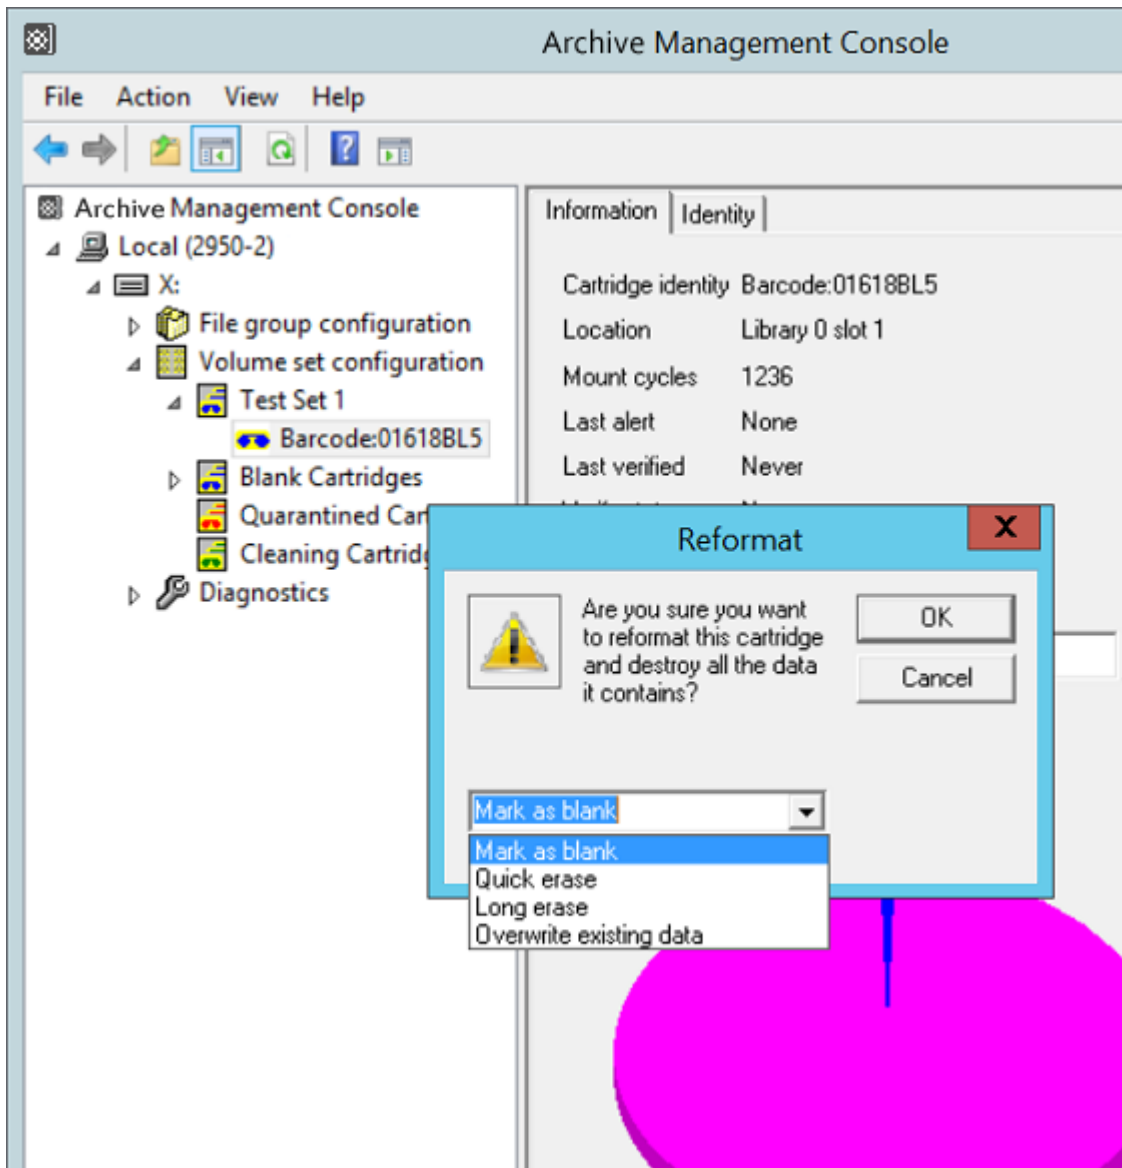 Archive Management Console
File Action View Help
Archive Management Console
Local (2950-2)
X:
File group configuration
Volume set configuration
Test Set 1
Barcode:01618BL5
Blank Cartridges
Quarantined Car
Cleaning Cartridg
Diagnostics
Information Identity
Cartridge identity Barcode:01618BL5
Location Library 0 slot 1
Mount cycles 1236
Last alert None
Last verified Never
Reformat
X
Are you sure you want
to reformat this cartridge
and destroy all the data
it contains?
OK
Cancel
Mark as blank
Mark as blank
Quick erase
Long erase
Overwrite existing data